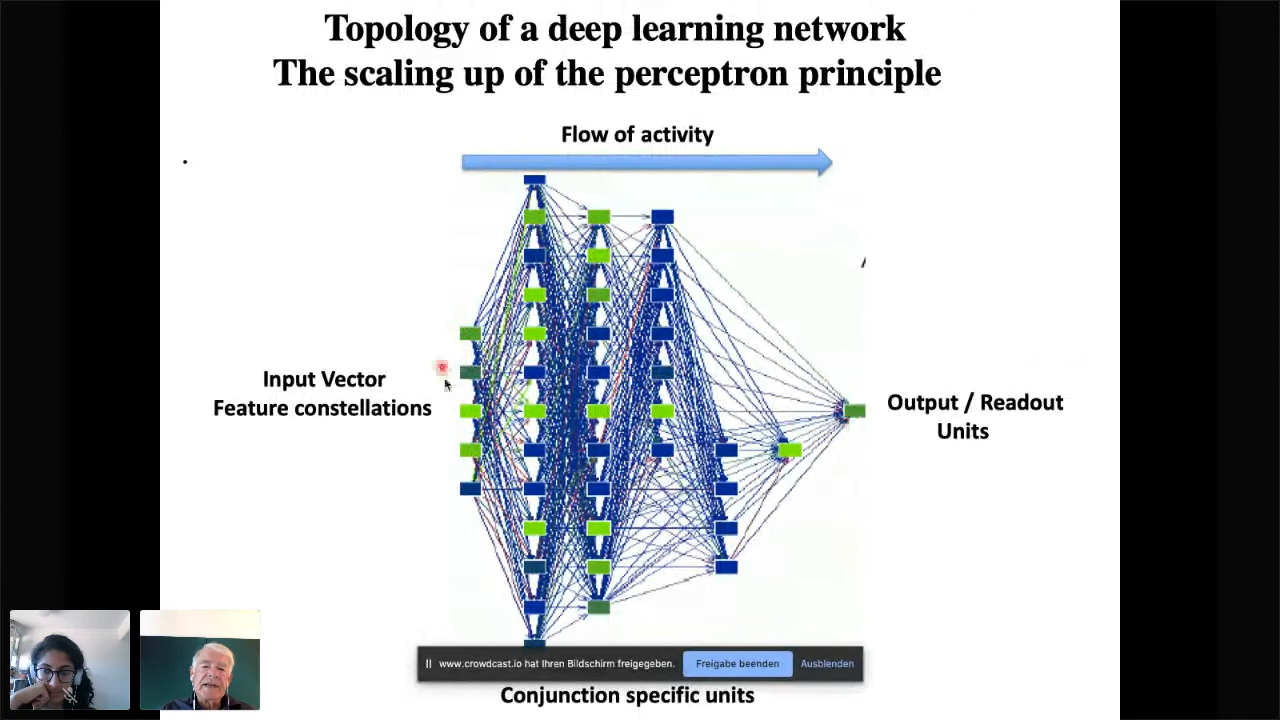 Topology of a deep learning network
The scaling up of the perceptron principle
Flow of activity
Input Vector
Feature constellations
Output / Readout
Units
www.crowdcast.io hat Ihren Bildschirm freigegeben.
Freigabe beenden
Ausblenden
Conjunction specific units